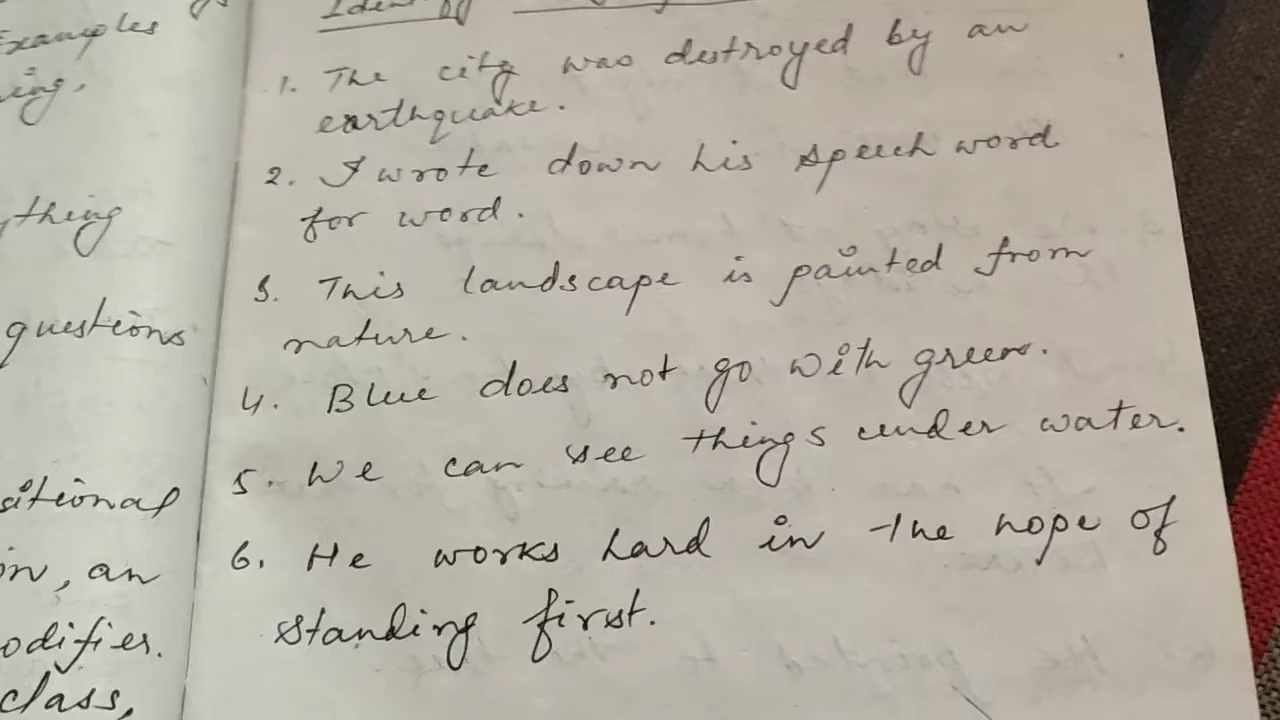 Examples
ing,
ything
questions
sitional
on, an
odifier.
class,
1. The city was destroyed by an
earthquake.
2. I wrote down his speech word
for word.
3. This landscape is painted from
nature.
4. Blue does not go with green.
5. We can see things under water.
6. He works hard in the hope of
standing first.